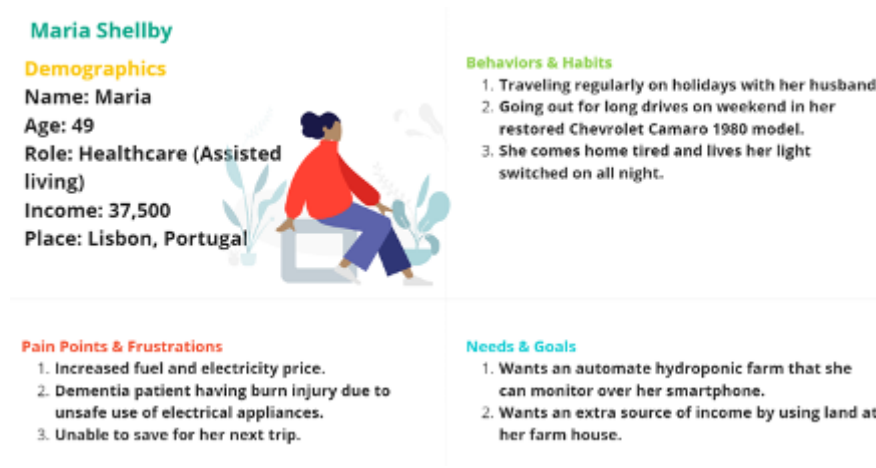 Maria Shellby
Demographics
Name: Maria
Age: 49
Role: Healthcare (Assisted
living)
Income: 37,500
Place: Lisbon, Portugal
Behaviors & Habits
1. Traveling regularly on holidays with her husband
2. Going out for long drives on weekend in her
restored Chevrolet Camaro 1980 model.
3. She comes home tired and lives her light
switched on all night.
Pain Points & Frustrations
1. Increased fuel and electricity price.
2. Dementia patient having burn injury due to
unsafe use of electrical appliances.
3. Unable to save for her next trip.
Needs & Goals
1. Wants an automate hydroponic farm that she
can monitor over her smartphone.
2. Wants an extra source of income by using land at
her farm house.